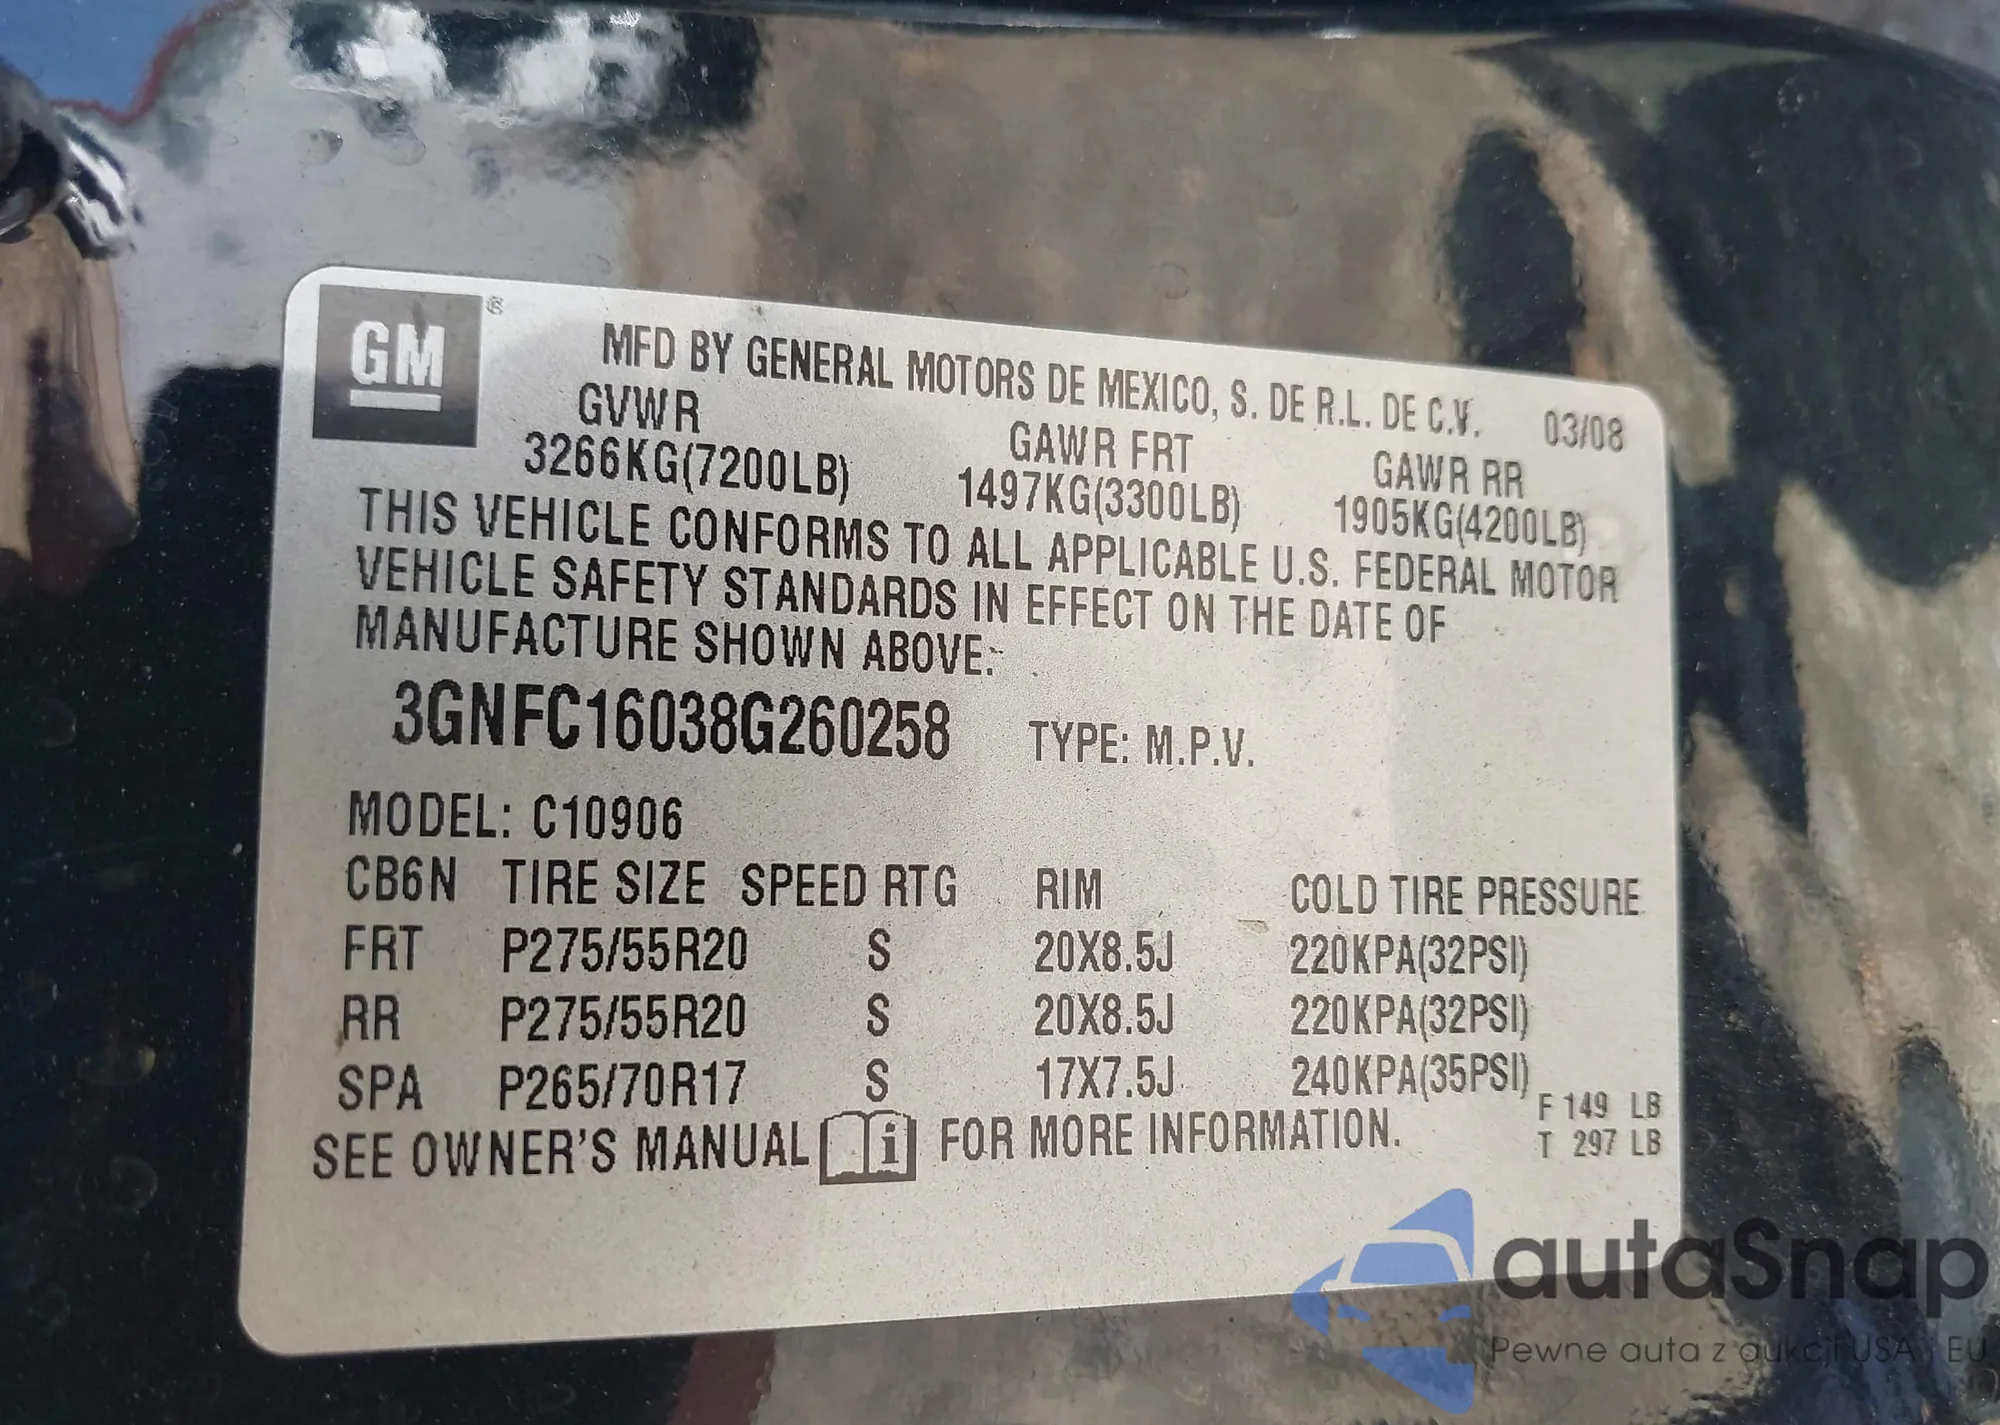 GM ®
MFD BY GENERAL MOTORS DE MEXICO, S. DE R.L. DE C.V. 03/08
GVWR GAWR FRT GAWR RR
3266KG(7200LB) 1497KG(3300LB) 1905KG(4200LB)
THIS VEHICLE CONFORMS TO ALL APPLICABLE U.S. FEDERAL MOTOR
VEHICLE SAFETY STANDARDS IN EFFECT ON THE DATE OF
MANUFACTURE SHOWN ABOVE.
3GNFC16038G260258 TYPE: M.P.V.
MODEL: C10906
CB6N TIRE SIZE SPEED RTG RIM COLD TIRE PRESSURE
FRT P275/55R20 S 20X8.5J 220KPA(32PSI)
RR P275/55R20 S 20X8.5J 220KPA(32PSI)
SPA P265/70R17 S 17X7.5J 240KPA(35PSI)
F 149 LB
T 297 LB
SEE OWNER'S MANUAL i FOR MORE INFORMATION.
autaSnap
Pewne auta z aukcji USA i EU